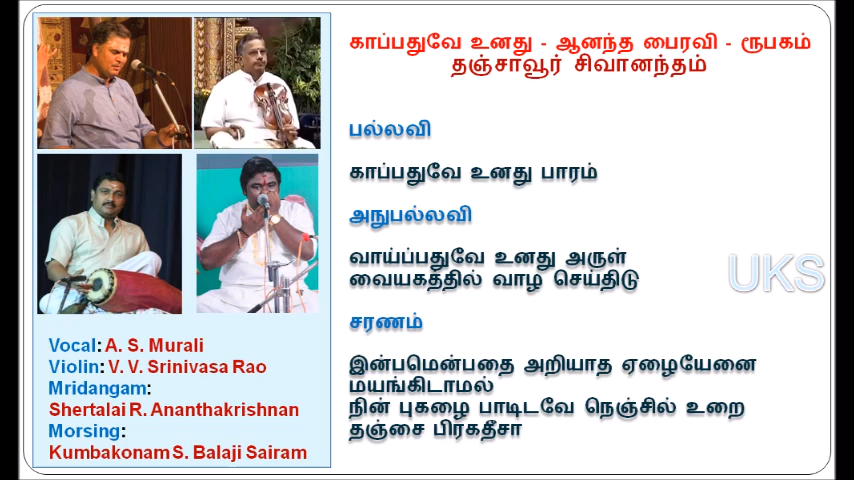 காப்பதுவே உனது - ஆனந்த பைரவி - ரூபகம்
தஞ்சாவூர் சிவானந்தம்
பல்லவி
காப்பதுவே உனது பாரம்
அநுபல்லவி
வாய்ப்பதுவே உனது அருள்
வையகத்தில் வாழ செய்திடு
சரணம்
இன்பமென்பதை அறியாத ஏழையேனை
மயங்கிடாமல்
நின் புகழை பாடிடவே நெஞ்சில் உறை
தஞ்சை பிரகதீசா
UKS
Vocal: A. S. Murali
Violin: V. V. Srinivasa Rao
Mridangam:
Shertalai R. Ananthakrishnan
Morsing:
Kumbakonam S. Balaji Sairam